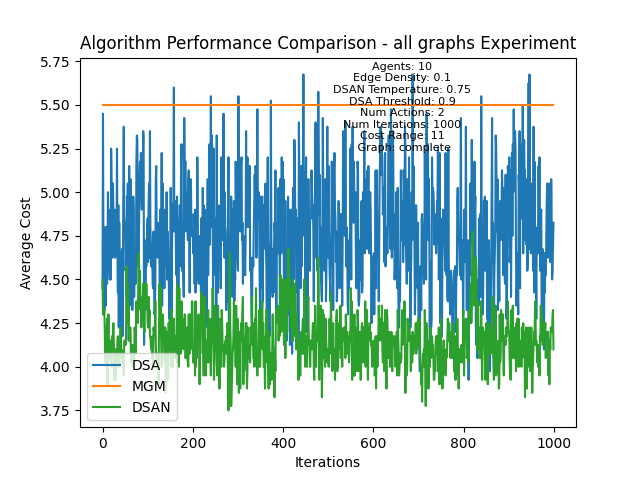 Algorithm Performance Comparison - all graphs Experiment
Agents: 10
Edge Density: 0.1
DSAN Temperature: 0.75
DSA Threshold: 0.9
Num Actions: 2
Num Iterations: 1000
Cost Range: 11
Graph: complete
5.75
5.50
5.25
5.00
4.75
4.50
4.25
4.00
3.75
Average Cost
DSA
MGM
DSAN
0
200
400
600
800
1000
Iterations